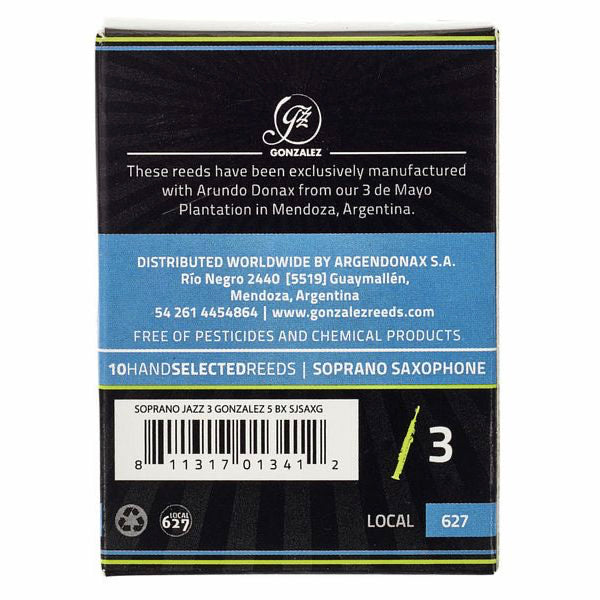 GZZ
GONZALEZ
These reeds have been exclusively manufactured
with Arundo Donax from our 3 de Mayo
Plantation in Mendoza, Argentina.
DISTRIBUTED WORLDWIDE BY ARGENDONAX S.A.
Río Negro 2440 [5519] Guaymallén,
Mendoza, Argentina
54 261 4454864 | www.gonzalezreeds.com
FREE OF PESTICIDES AND CHEMICAL PRODUCTS
10HANDSELECTEDREEDS | SOPRANO SAXOPHONE
SOPRANO JAZZ 3 GONZALEZ 5 BX SJSAXG
8 11317 01341 2
3
LOCAL
627
LOCAL 627